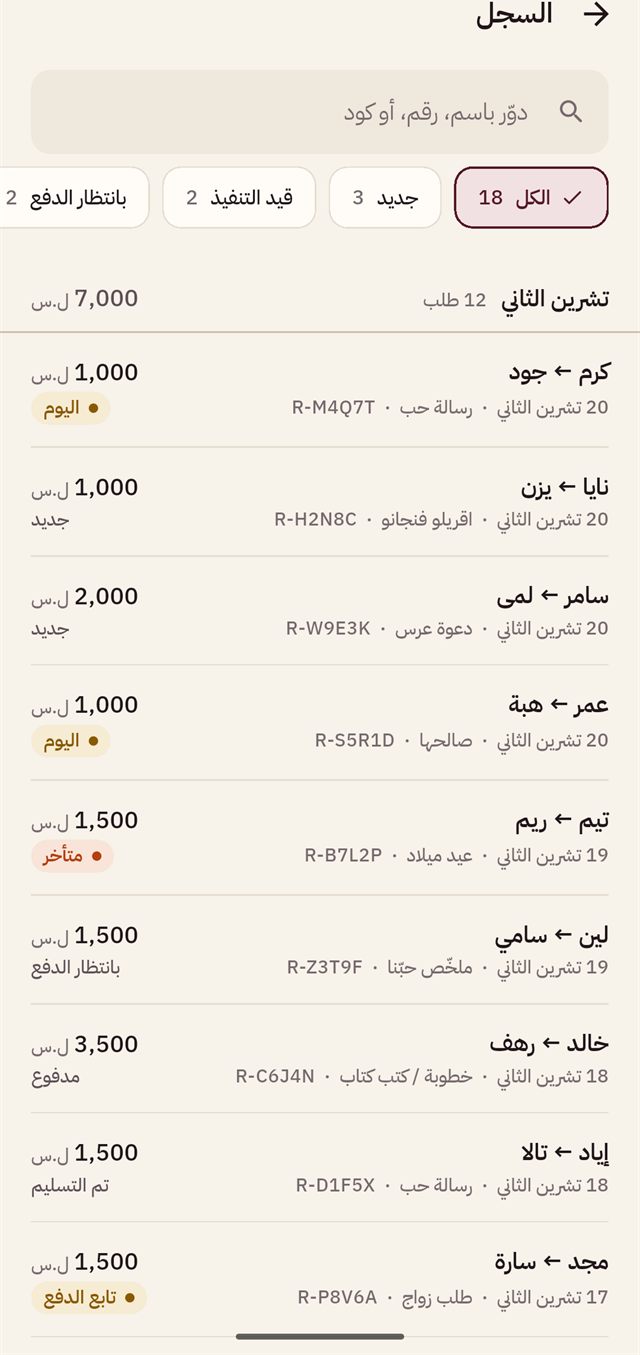 السجل
دوّر باسم، رقم، أو كود
الكل 18 جديد 3 قيد التنفيذ 2 بانتظار الدفع 2
تشرين الثاني 12 طلب 7,000 ل.س
كرم ← جود 1,000 ل.س
20 تشرين الثاني · رسالة حب · R-M4Q7T اليوم
نايا ← يزن 1,000 ل.س
20 تشرين الثاني · اقريلو فنجانو · R-H2N8C جديد
سامر ← لمى 2,000 ل.س
20 تشرين الثاني · دعوة عرس · R-W9E3K جديد
عمر ← هبة 1,000 ل.س
20 تشرين الثاني · صالحها · R-S5R1D اليوم
تيم ← ريم 1,500 ل.س
19 تشرين الثاني · عيد ميلاد · R-B7L2P متأخر
لين ← سامي 1,500 ل.س
19 تشرين الثاني · ملخّص حبّنا · R-Z3T9F بانتظار الدفع
خالد ← رهف 3,500 ل.س
18 تشرين الثاني · خطوبة / كتب كتاب · R-C6J4N مدفوع
إياد ← تالا 1,500 ل.س
18 تشرين الثاني · رسالة حب · R-D1F5X تم التسليم
مجد ← سارة 1,500 ل.س
17 تشرين الثاني · طلب زواج · R-P8V6A تابع الدفع